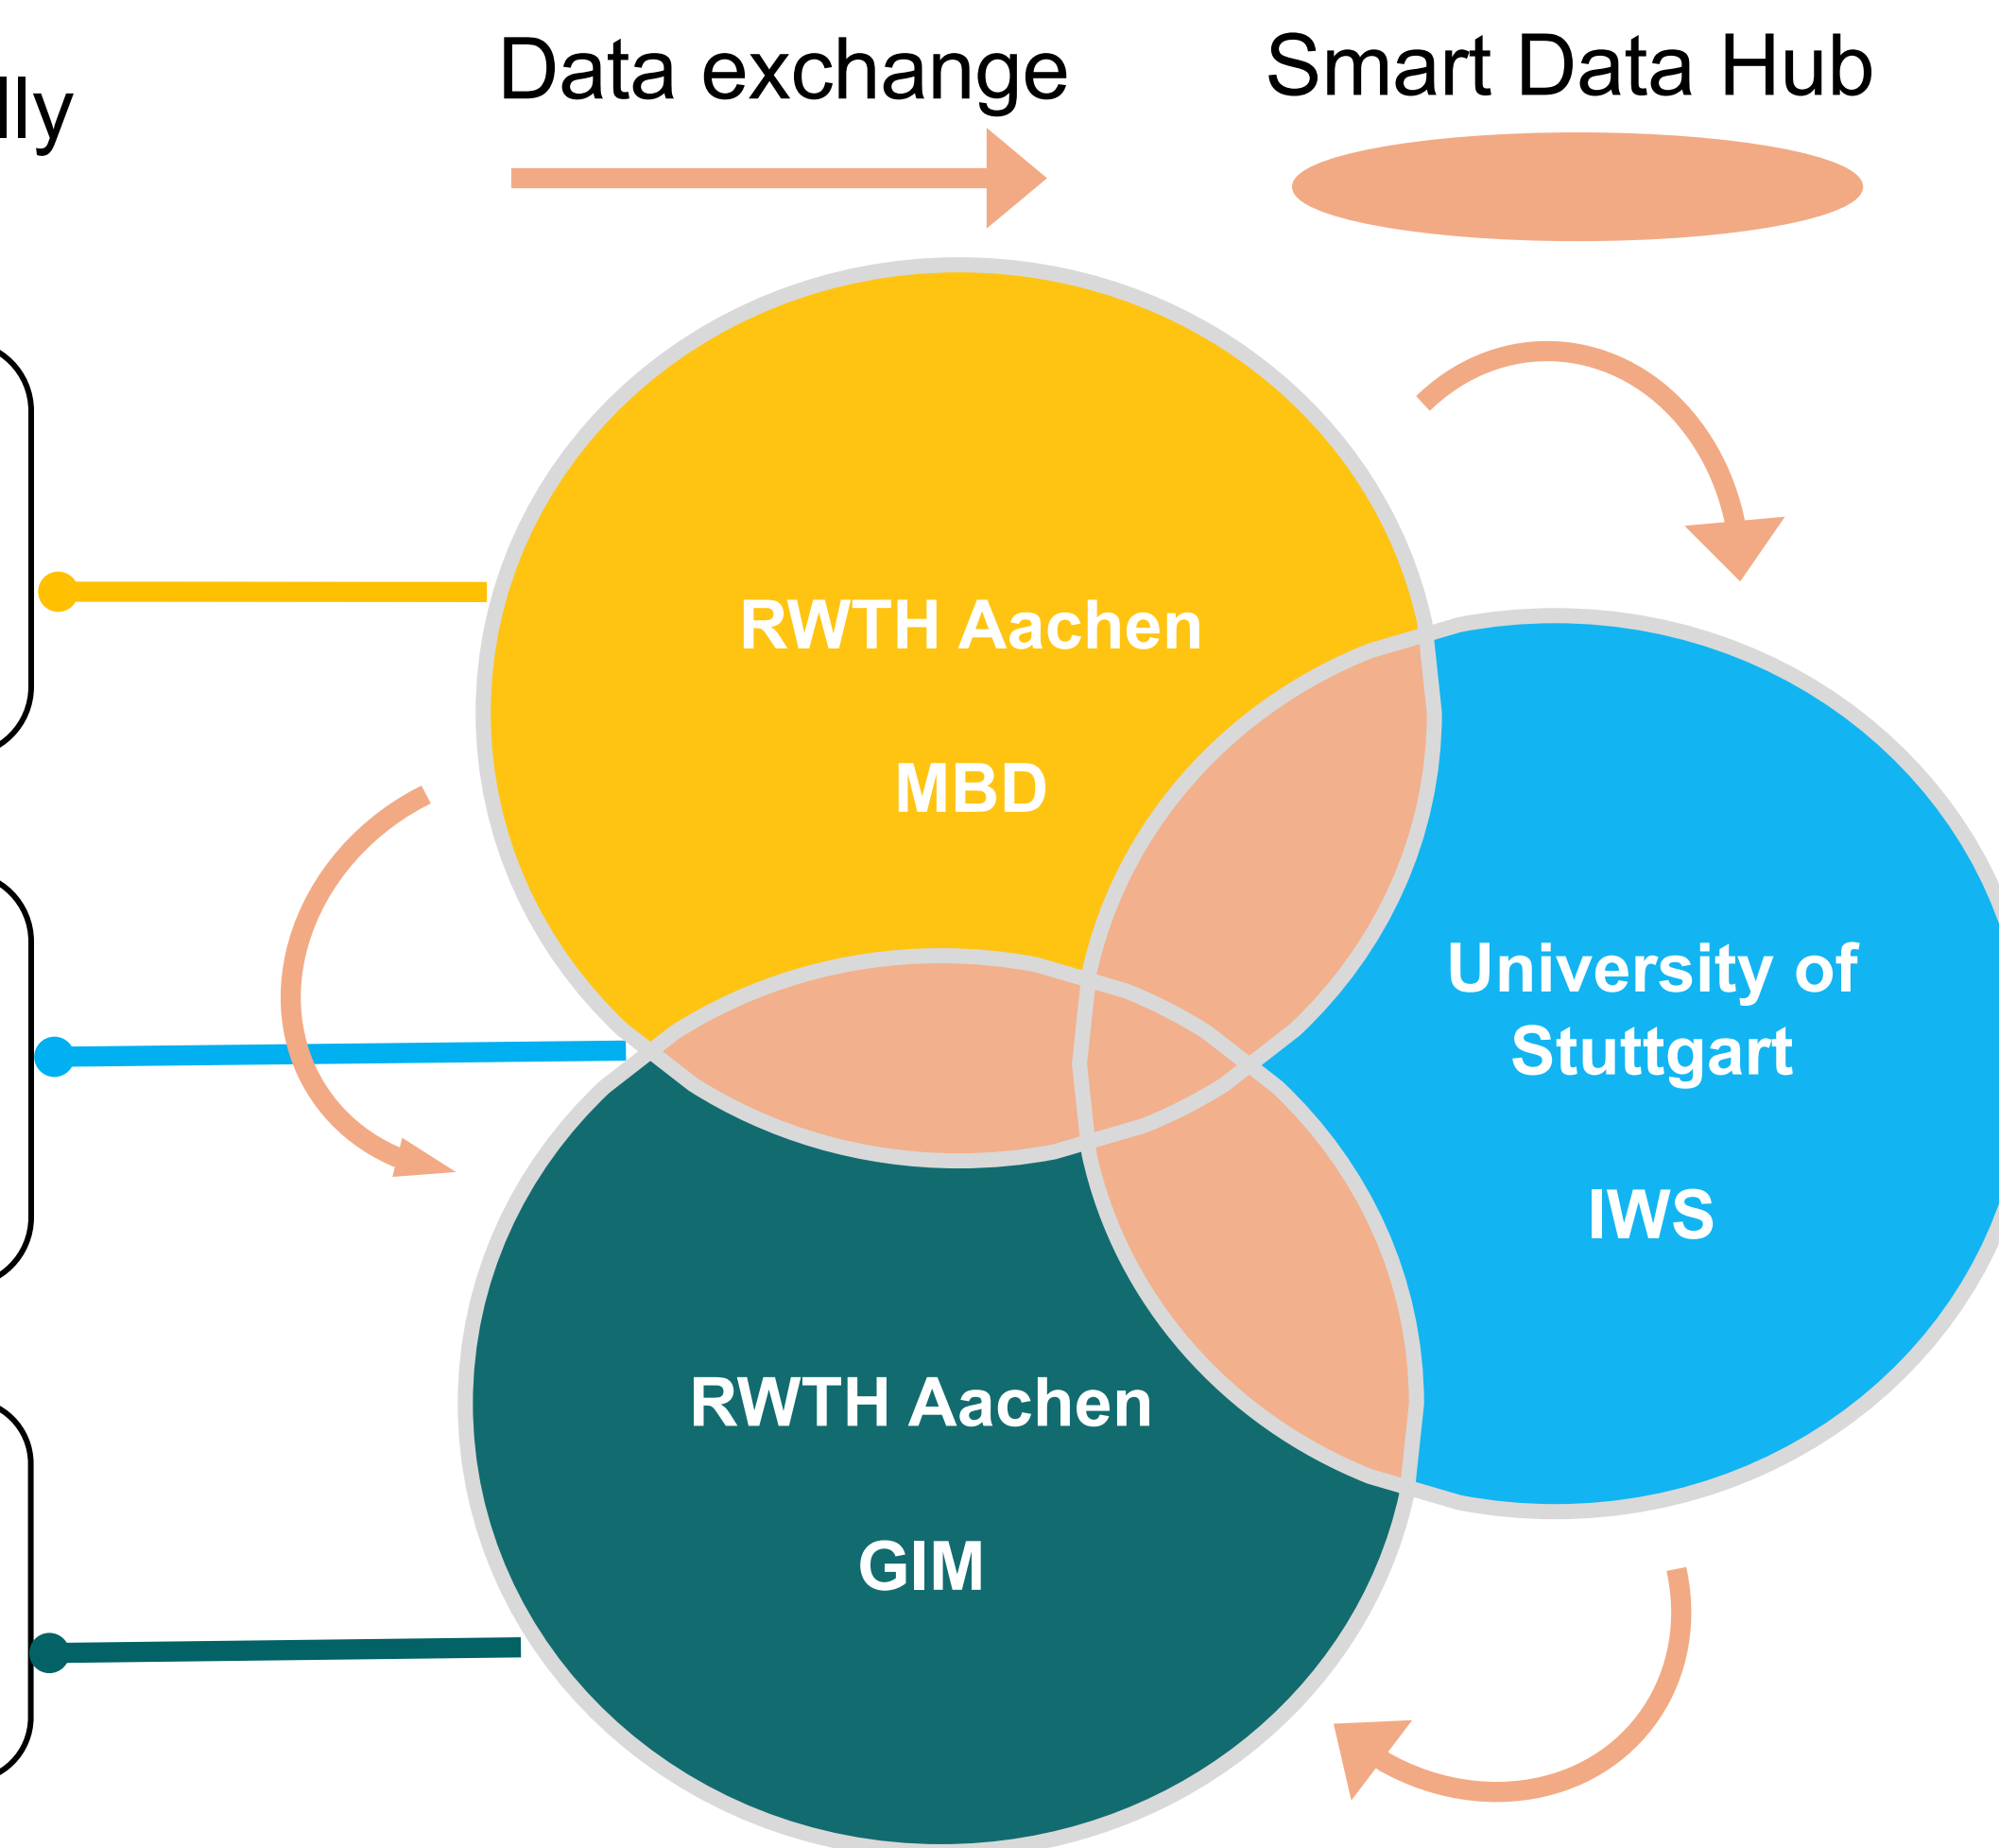 Data exchange
Smart Data Hub
lly
RWTH Aachen
MBD
University of
Stuttgart
IWS
RWTH Aachen
GIM